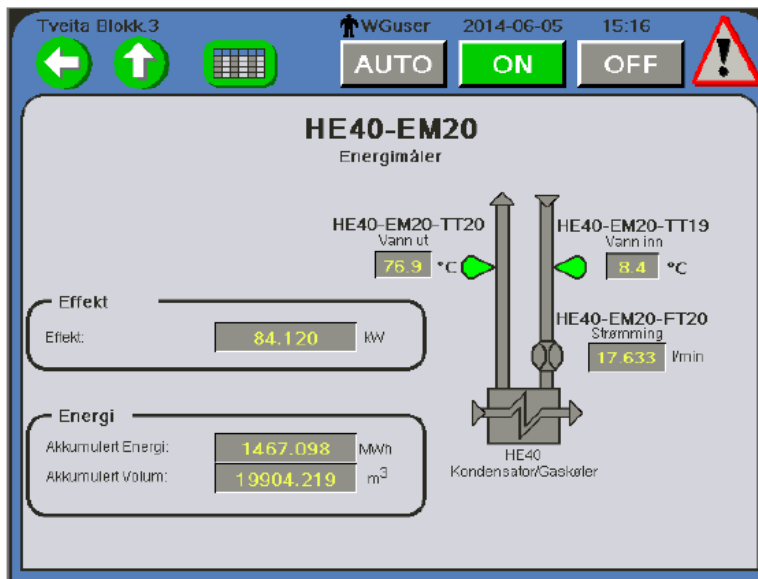 Tveita Blokk.3 WGuser 2014-06-05 15:16
AUTO ON OFF
HE40-EM20
Energimåler
HE40-EM20-TT20
Vann ut
76.9 °C
HE40-EM20-TT19
Vann inn
8.4 °C
HE40-EM20-FT20
Strømming
17.633 l/min
Effekt
Effekt: 84.120 kW
Energi
Akkumulert Energi: 1467.098 MWh
Akkumulert Volum: 19904.219 m³
HE40
Kondensator/Gaskøler